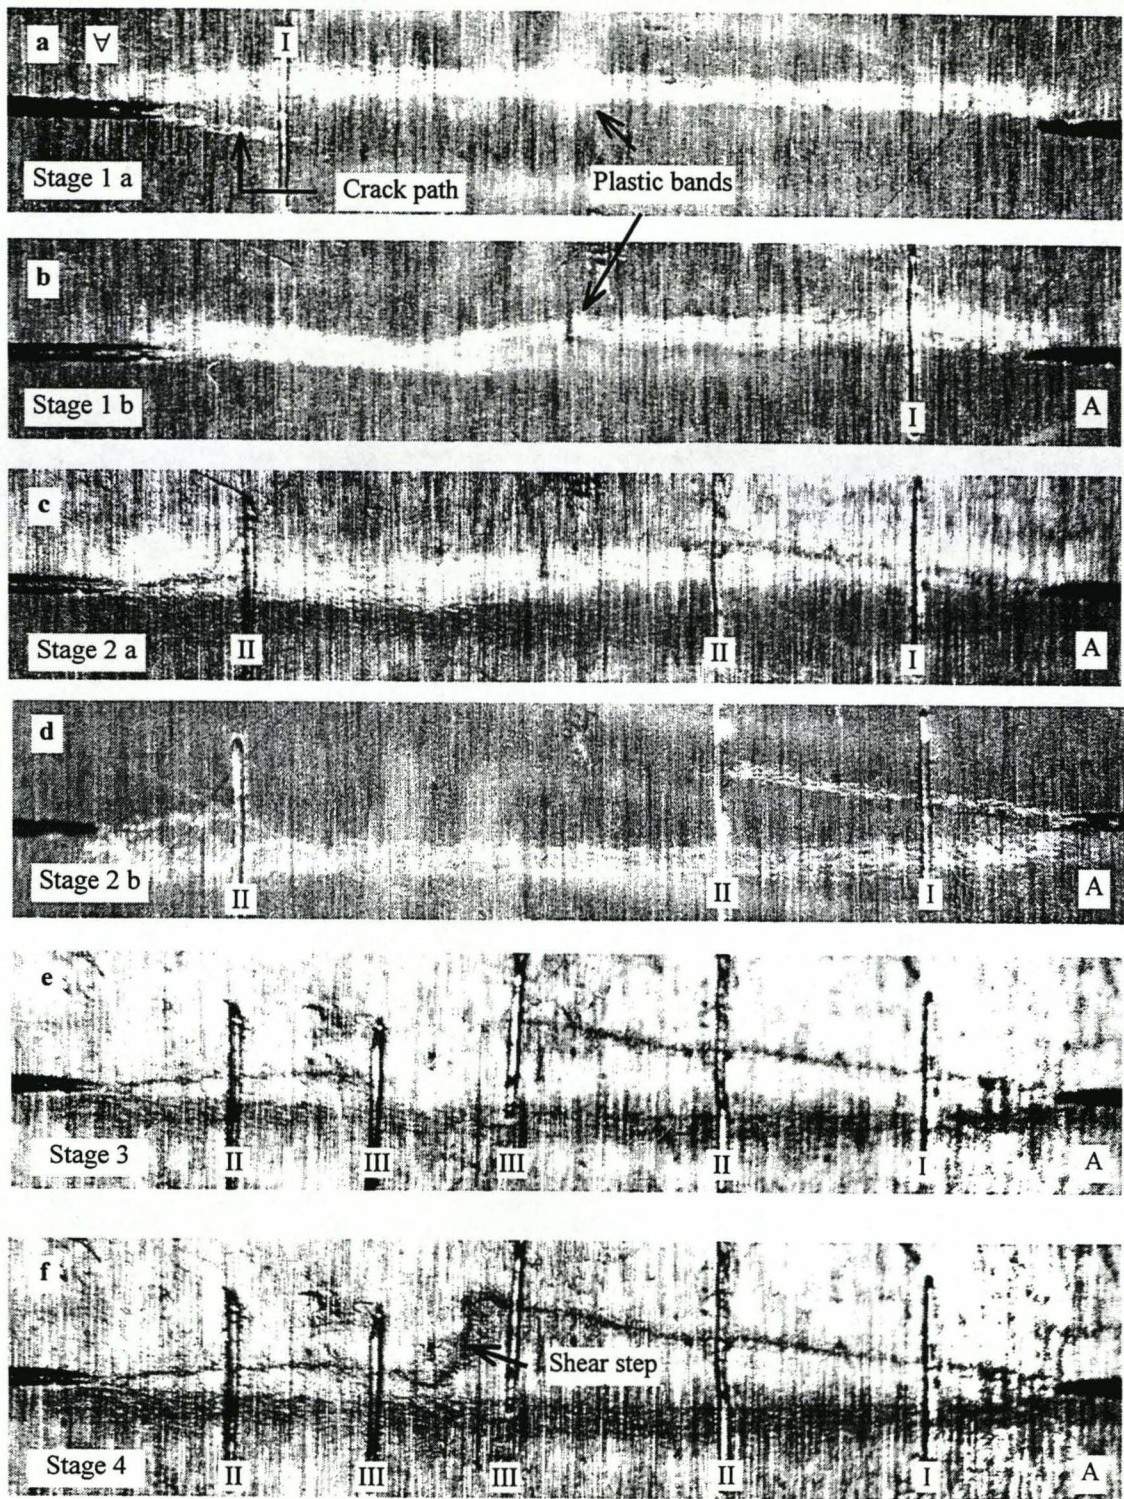 a ∀ I
Stage 1 a
Crack path
Plastic bands
b
Stage 1 b
I
A
c
Stage 2 a
II
II
I
A
d
Stage 2 b
II
II
I
A
e
Stage 3
II
III
III
II
I
A
f
Shear step
Stage 4
II
III
III
II
I
A